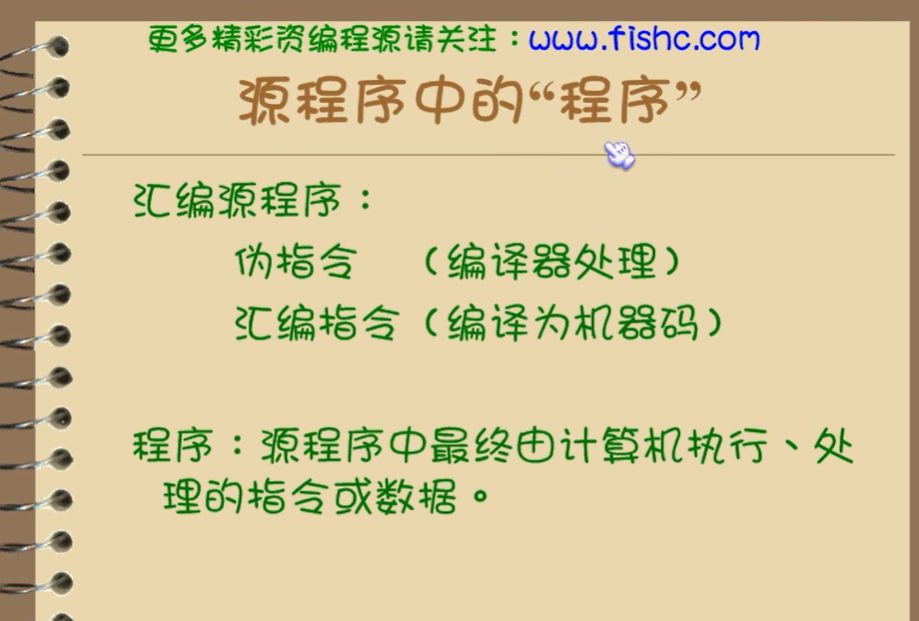 更多精彩资编程源请关注：www.fishc.com
源程序中的“程序”
汇编源程序：
伪指令 （编译器处理）
汇编指令（编译为机器码）
程序：源程序中最终由计算机执行、处
理的指令或数据。